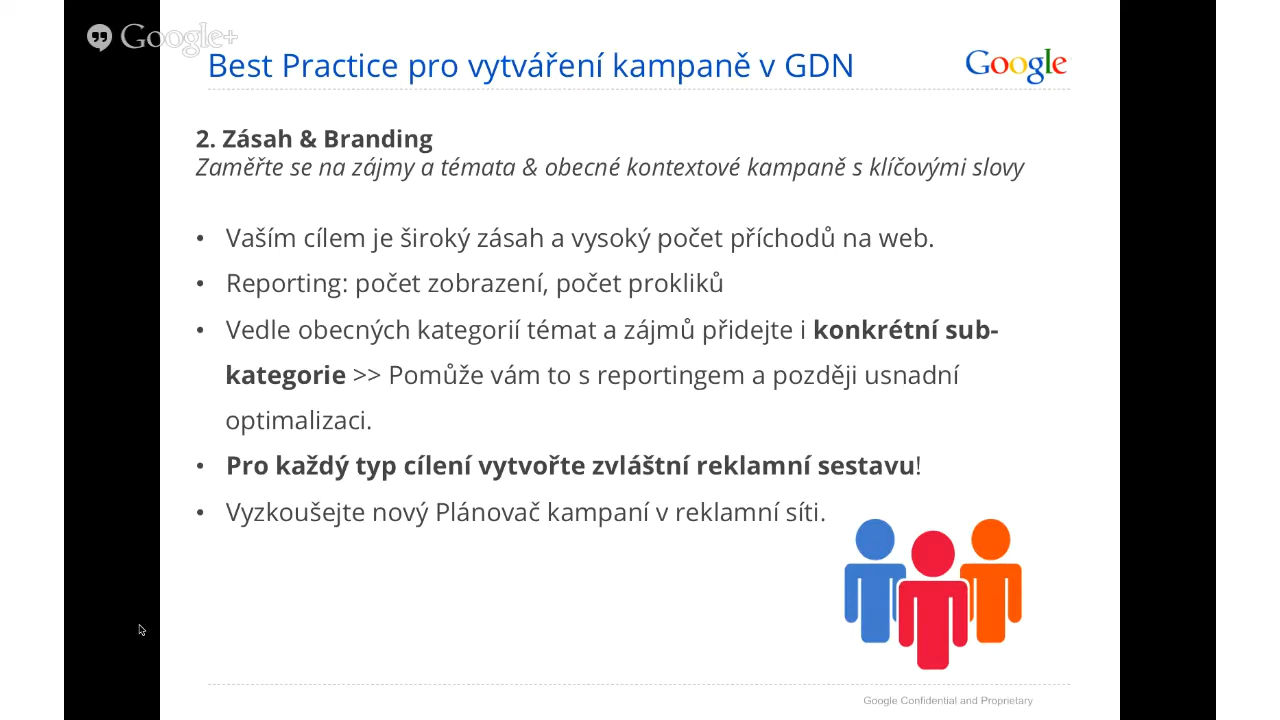 Google+
Best Practice pro vytváření kampaně v GDN
Google
2. Zásah & Branding
Zaměřte se na zájmy a témata & obecné kontextové kampaně s klíčovými slovy
• Vaším cílem je široký zásah a vysoký počet příchodů na web.
• Reporting: počet zobrazení, počet prokliků
• Vedle obecných kategorií témat a zájmů přidejte i konkrétní sub-
kategorie >> Pomůže vám to s reportingem a později usnadní
optimalizaci.
• Pro každý typ cílení vytvořte zvláštní reklamní sestavu!
• Vyzkoušejte nový Plánovač kampaní v reklamní síti.
Google Confidential and Proprietary